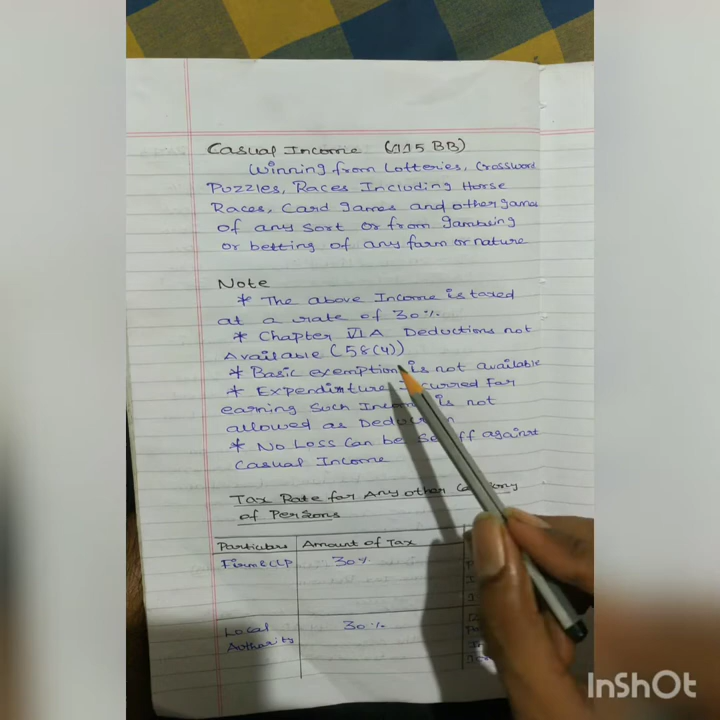 Casual Income (115 BB)
Winning from Lotteries, Crossword
Puzzles, Races Including Horse
Races, Card games and other game
of any sort or from gambling
or betting of any farm or nature
Note
* The above Income is taxed
at a rate of 30%
* Chapter VI A Deductions not
Available (58(4))
* Basic exemption is not available
* Expenditure Incurred For
earning Such Income is not
allowed as Deduction
* No Loss Can be Set off against
Casual Income
Tax Rate for Any other
of Persons
Particulars Amount of Tax
Firm & LLP 30%
Local 30%
Authority
InShOt